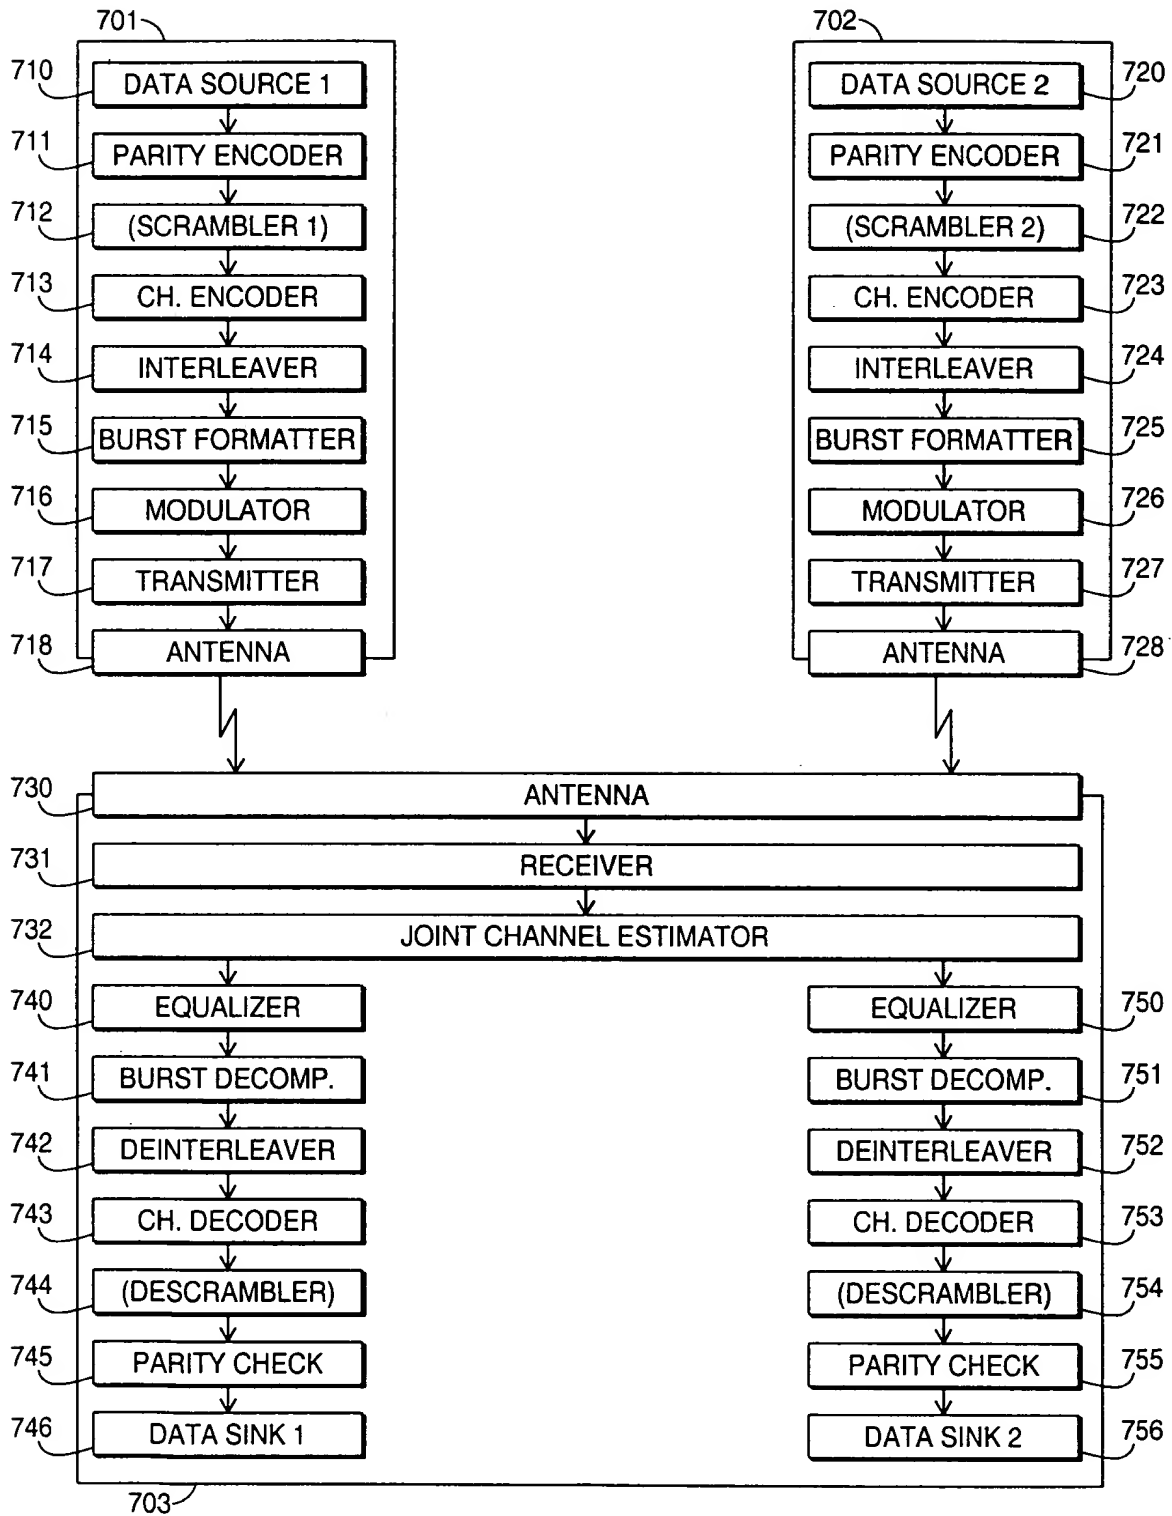 701
702
710 DATA SOURCE 1
DATA SOURCE 2 720
711 PARITY ENCODER
PARITY ENCODER 721
712 (SCRAMBLER 1)
(SCRAMBLER 2) 722
713 CH. ENCODER
CH. ENCODER 723
714 INTERLEAVER
INTERLEAVER 724
715 BURST FORMATTER
BURST FORMATTER 725
716 MODULATOR
MODULATOR 726
717 TRANSMITTER
TRANSMITTER 727
718 ANTENNA
ANTENNA 728
730 ANTENNA
731 RECEIVER
732 JOINT CHANNEL ESTIMATOR
740 EQUALIZER
EQUALIZER 750
741 BURST DECOMP.
BURST DECOMP. 751
742 DEINTERLEAVER
DEINTERLEAVER 752
743 CH. DECODER
CH. DECODER 753
744 (DESCRAMBLER)
(DESCRAMBLER) 754
745 PARITY CHECK
PARITY CHECK 755
746 DATA SINK 1
DATA SINK 2 756
703